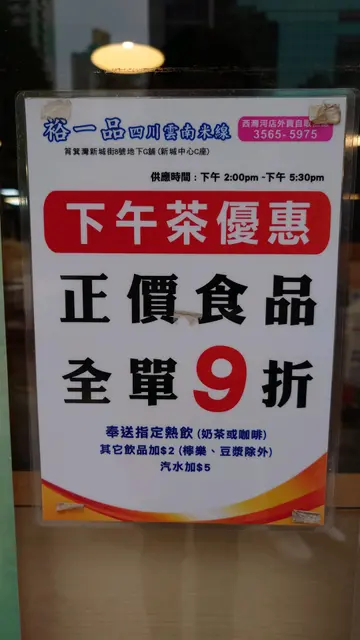 裕一品四川雲南米線
西灣河店外賣自取
3565-5975
筲箕灣新城街8號地下G舖(新城中心C座)
供應時間:下午 2:00pm -下午 5:30pm
下午茶優惠
正價食品
全單9折
奉送指定熱飲 (奶茶或咖啡)
其它飲品加$2 (檸樂、豆漿除外)
汽水加$5